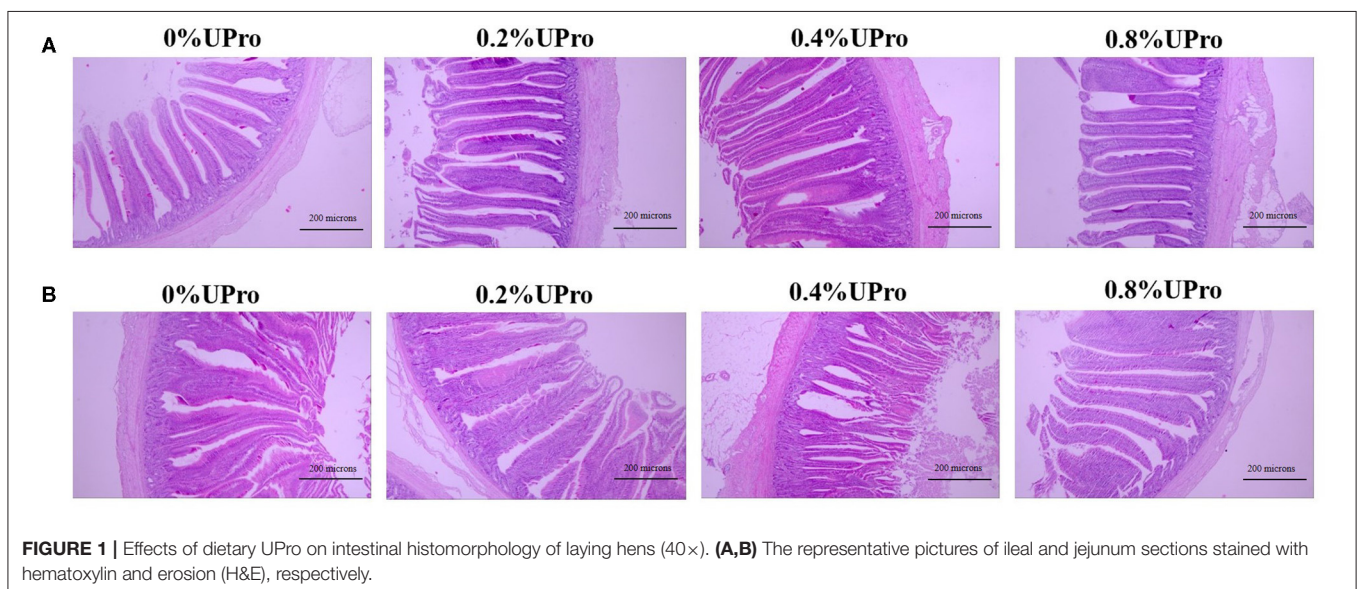 A
0%UPro
0.2%UPro
0.4%UPro
0.8%UPro
200 microns
200 microns
200 microns
200 microns
B
0%UPro
0.2%UPro
0.4%UPro
0.8%UPro
200 microns
200 microns
200 microns
200 microns
FIGURE 1 | Effects of dietary UPro on intestinal histomorphology of laying hens (40×). (A,B) The representative pictures of ileal and jejunum sections stained with
hematoxylin and erosion (H&E), respectively.